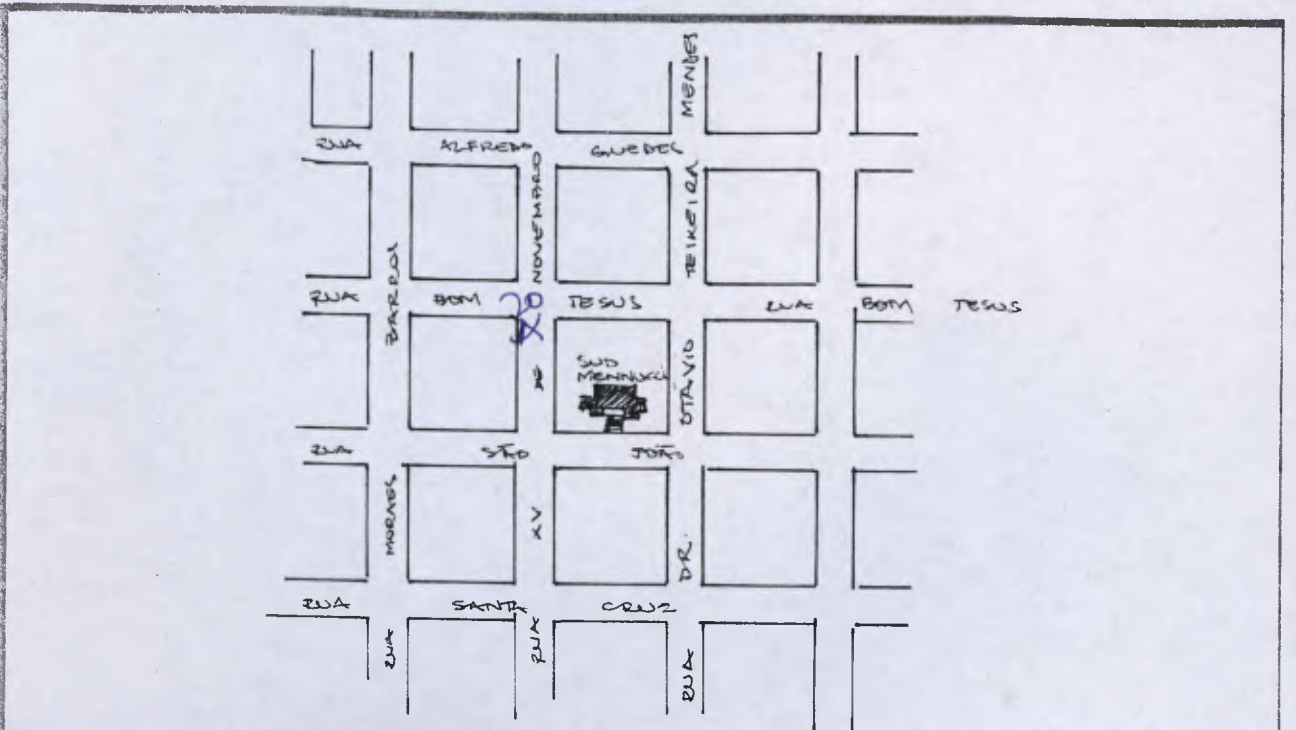 RUA ALFREDO GUEDES
RUA BOM JESUS RUA BOM JESUS
SUD
MENNUCCI
RUA SÃO JOÃO
RUA SANTA CRUZ
RUA MORAES BARROS
RUA XV DE NOVEMBRO
RUA DR. OTÁVIO TEIXEIRA MENDES